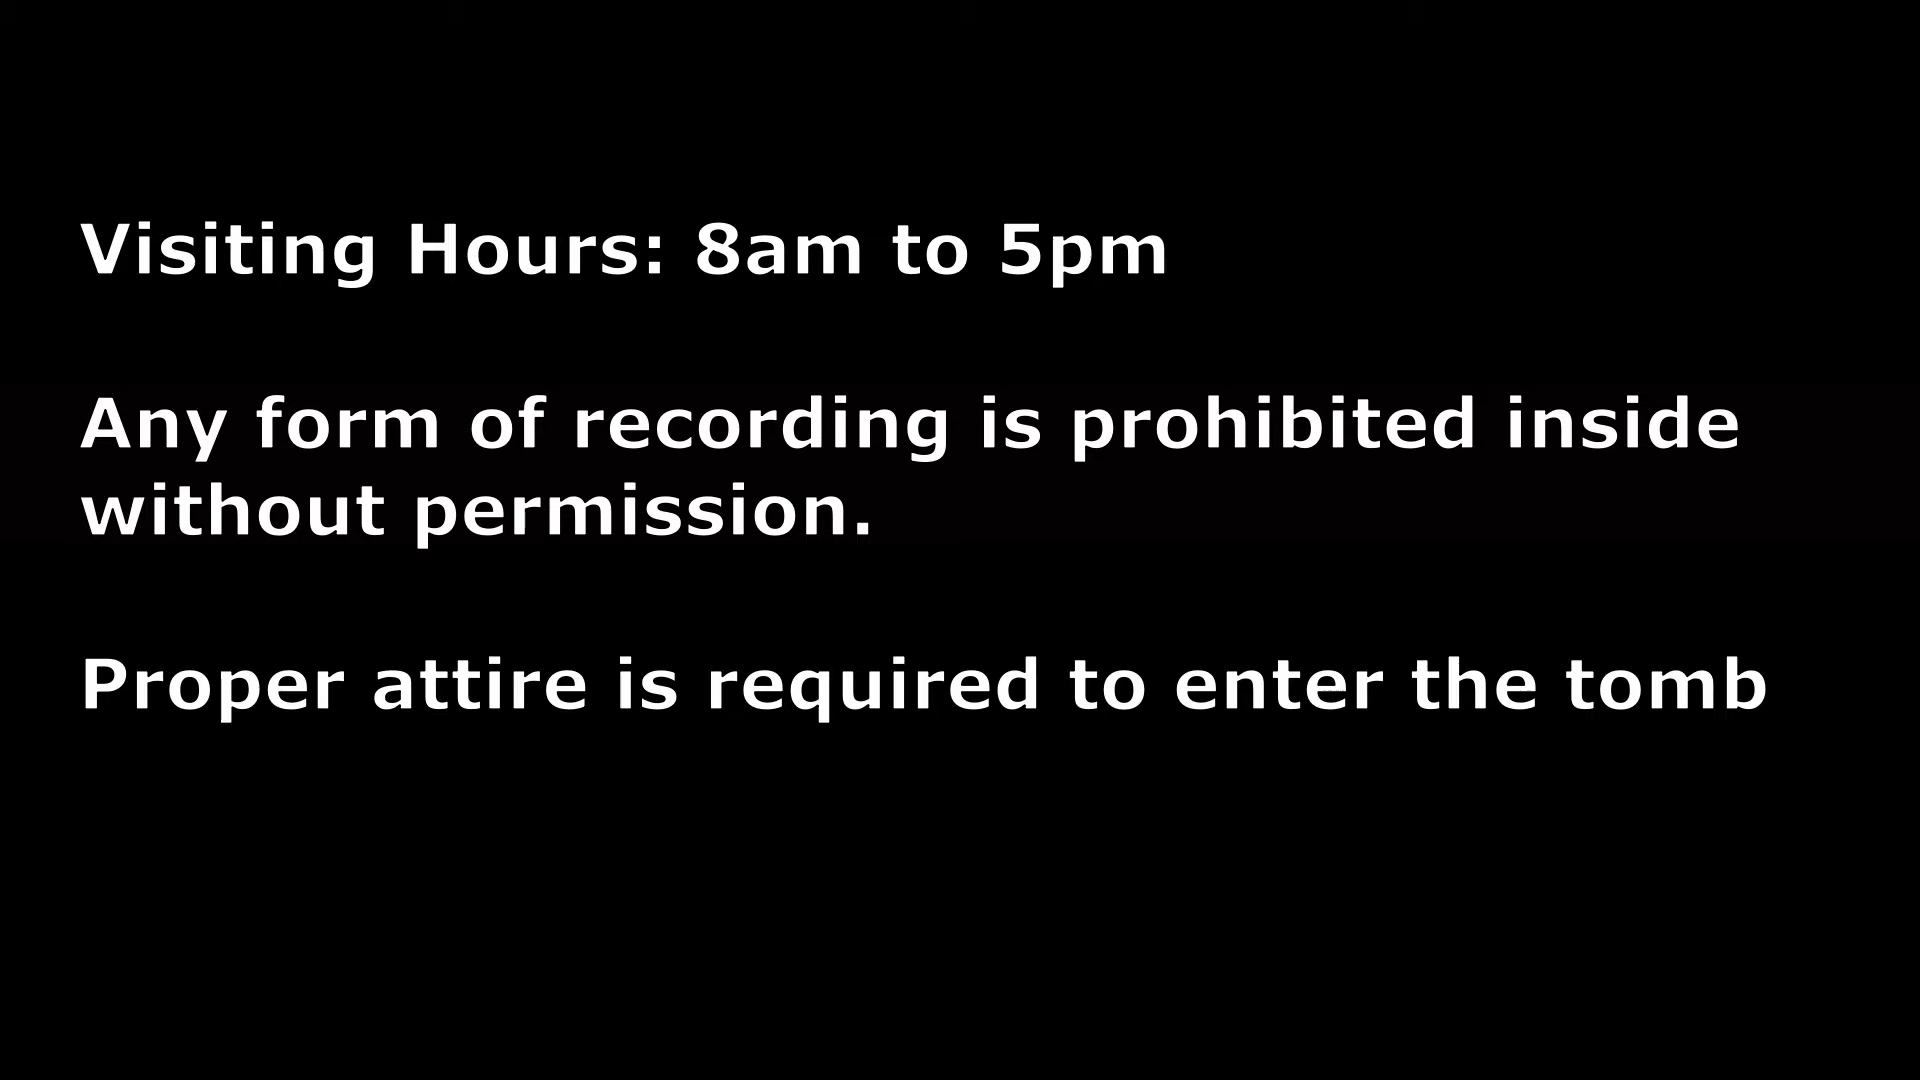 Visiting Hours: 8am to 5pm
Any form of recording is prohibited inside
without permission.
Proper attire is required to enter the tomb